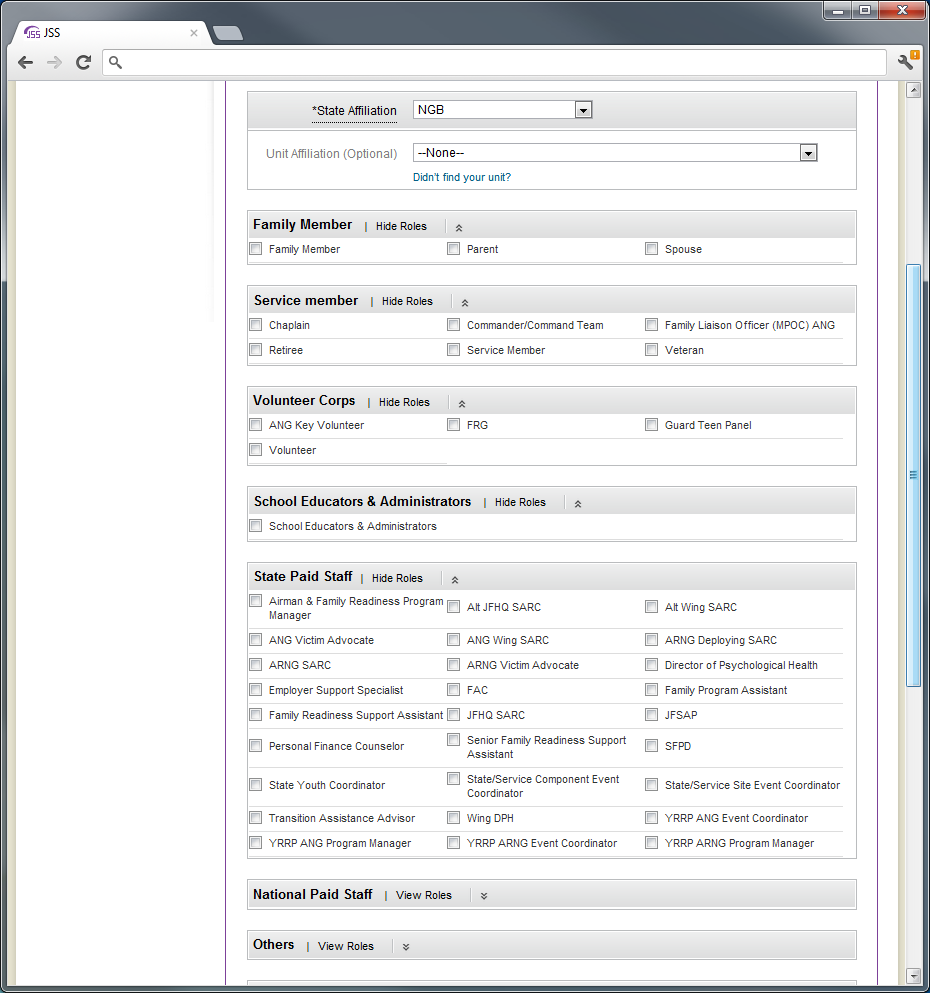 JSS JSS
*State Affiliation NGB
Unit Affiliation (Optional) --None--
Didn't find your unit?
Family Member | Hide Roles
Family Member Parent Spouse
Service member | Hide Roles
Chaplain Commander/Command Team Family Liaison Officer (MPOC) ANG
Retiree Service Member Veteran
Volunteer Corps | Hide Roles
ANG Key Volunteer FRG Guard Teen Panel
Volunteer
School Educators & Administrators | Hide Roles
School Educators & Administrators
State Paid Staff | Hide Roles
Airman & Family Readiness Program
Manager Alt JFHQ SARC Alt Wing SARC
ANG Victim Advocate ANG Wing SARC ARNG Deploying SARC
ARNG SARC ARNG Victim Advocate Director of Psychological Health
Employer Support Specialist FAC Family Program Assistant
Family Readiness Support Assistant JFHQ SARC JFSAP
Personal Finance Counselor Senior Family Readiness Support
Assistant SFPD
State Youth Coordinator State/Service Component Event
Coordinator State/Service Site Event Coordinator
Transition Assistance Advisor Wing DPH YRRP ANG Event Coordinator
YRRP ANG Program Manager YRRP ARNG Event Coordinator YRRP ARNG Program Manager
National Paid Staff | View Roles
Others | View Roles